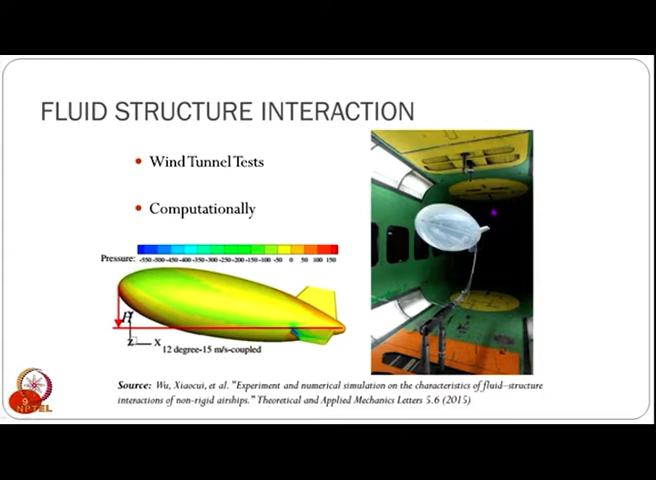 FLUID STRUCTURE INTERACTION
• Wind Tunnel Tests
• Computationally
Pressure: -550 -500 -450 -400 -350 -300 -250 -200 -150 -100 -50 0 50 100 150
H
Z X
12 degree-15 m/s-coupled
Source: Wu, Xiaocui, et al. "Experiment and numerical simulation on the characteristics of fluid–structure
interactions of non-rigid airships." Theoretical and Applied Mechanics Letters 5.6 (2015)
9
NPTEL